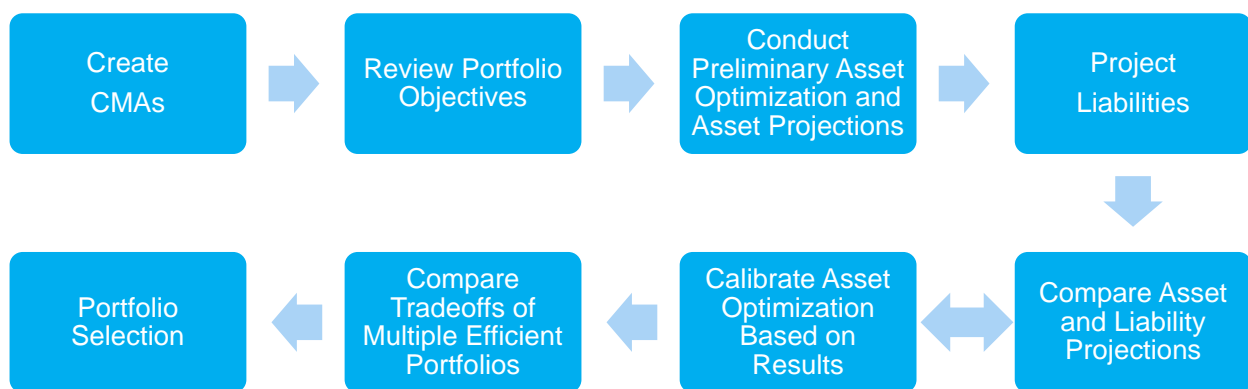 Create
CMAs
Review Portfolio
Objectives
Conduct
Preliminary Asset
Optimization and
Asset Projections
Project
Liabilities
Compare Asset
and Liability
Projections
Calibrate Asset
Optimization
Based on
Results
Compare
Tradeoffs of
Multiple Efficient
Portfolios
Portfolio
Selection